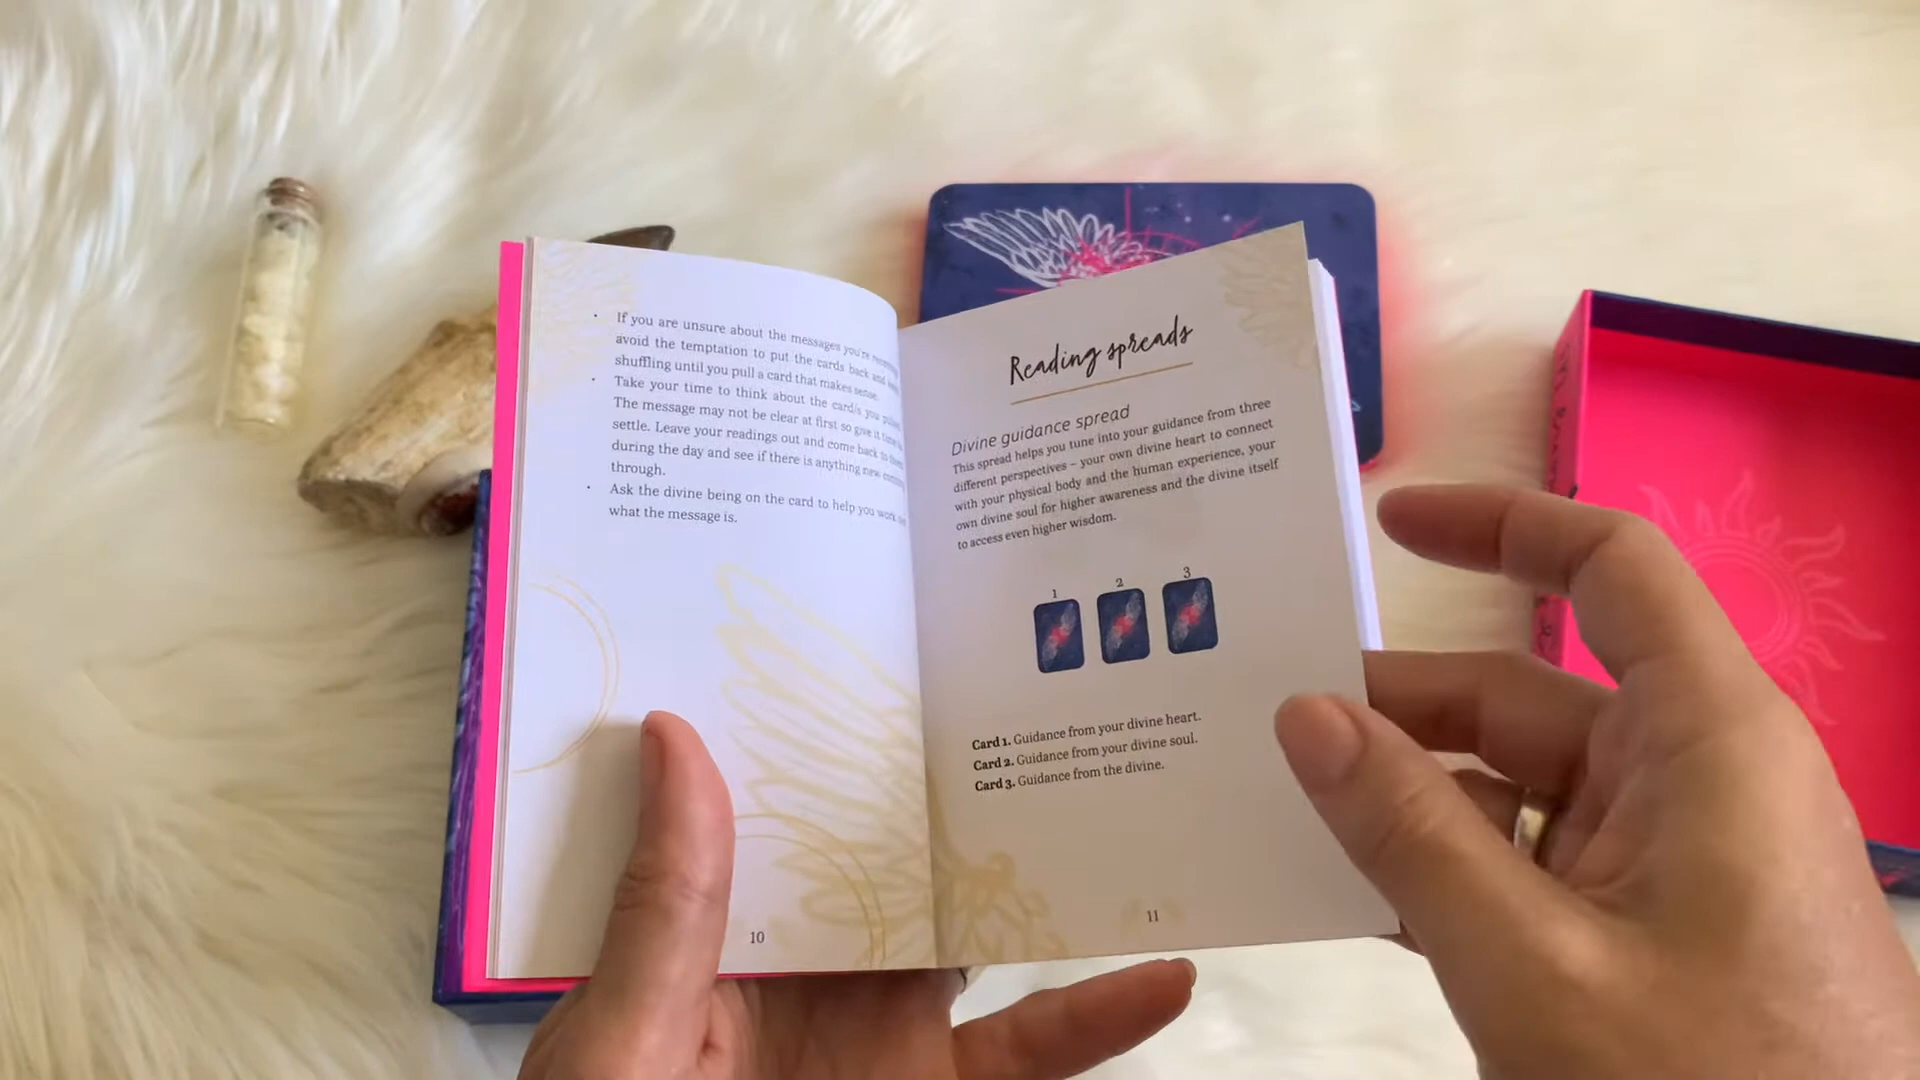 If you are unsure about the messages you're
avoid the temptation to put the cards back and
shuffling until you pull a card that makes sense.
Take your time to think about the card/s you
The message may not be clear at first so give it time
settle. Leave your readings out and come back to
during the day and see if there is anything new
through.
Ask the divine being on the card to help you work
what the message is.
10
Reading spreads
Divine guidance spread
This spread helps you tune into your guidance from three
different perspectives – your own divine heart to connect
with your physical body and the human experience, your
own divine soul for higher awareness and the divine itself
to access even higher wisdom.
1 2 3
Card 1. Guidance from your divine heart.
Card 2. Guidance from your divine soul.
Card 3. Guidance from the divine.
11